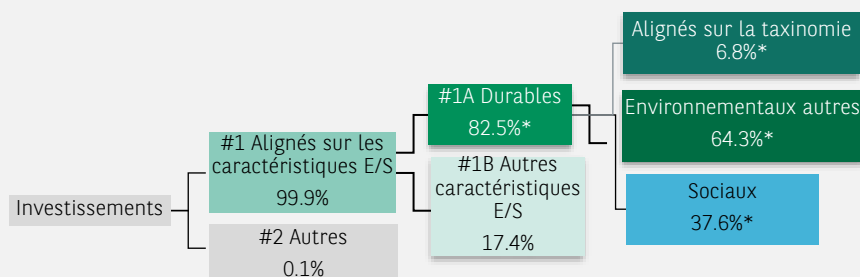 Investissements
#1 Alignés sur les
caractéristiques E/S
99.9%
#2 Autres
0.1%
#1A Durables
82.5%*
#1B Autres
caractéristiques
E/S
17.4%
Alignés sur la taxinomie
6.8%*
Environnementaux autres
64.3%*
Sociaux
37.6%*